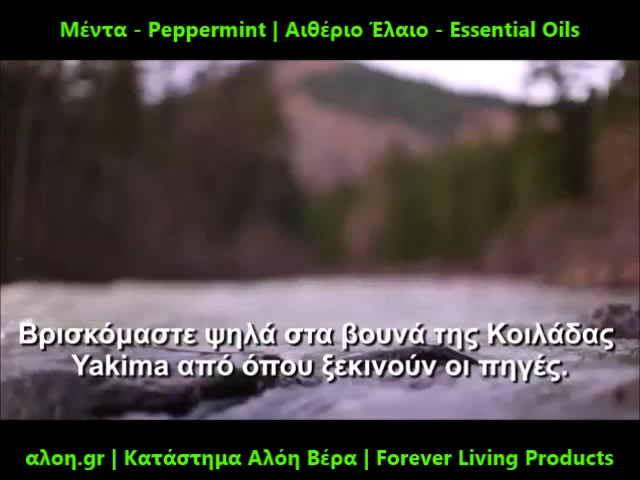 Μέντα - Peppermint | Αιθέριο Έλαιο - Essential Oils
Βρισκόμαστε ψηλά στα βουνά της Κοιλάδας
Yakima από όπου ξεκινούν οι πηγές.
αλοη.gr | Κατάστημα Αλόη Βέρα | Forever Living Products